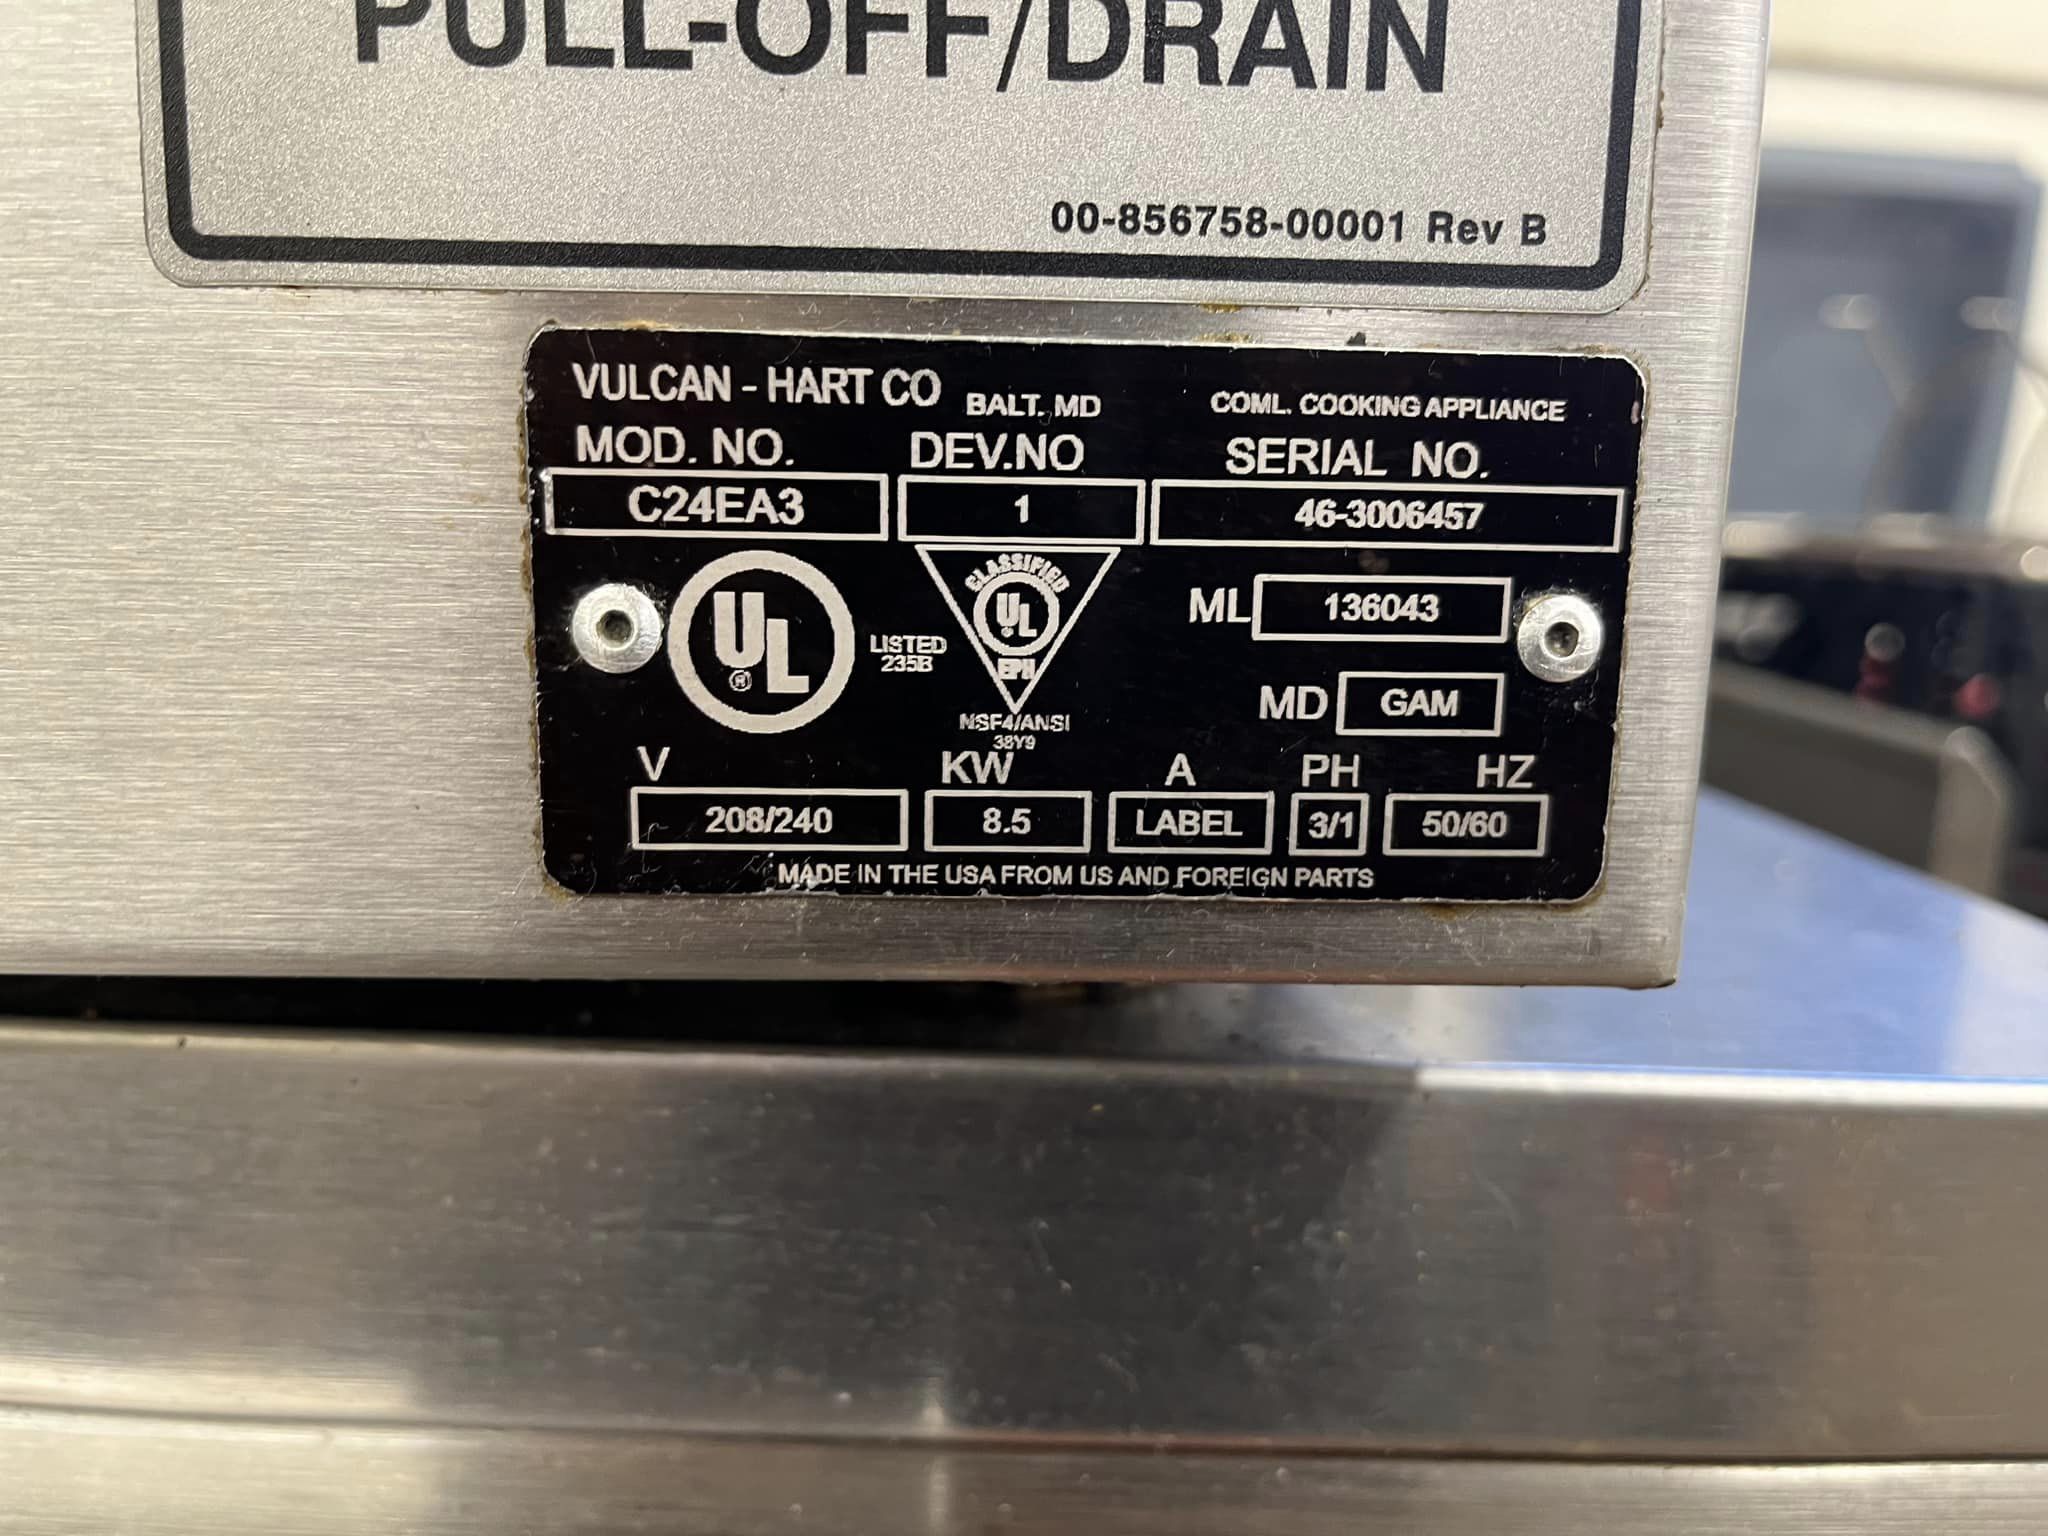 PULL-OFF/DRAIN
00-856758-00001 Rev B
VULCAN - HART CO BALT. MD COML. COOKING APPLIANCE
MOD. NO. DEV.NO SERIAL NO.
C24EA3 1 46-3006457
UL
®
LISTED
235B
CLASSIFIED
UL
EPH
NSF4/ANSI
38Y9
ML 136043
MD GAM
V KW A PH HZ
208/240 8.5 LABEL 3/1 50/60
MADE IN THE USA FROM US AND FOREIGN PARTS